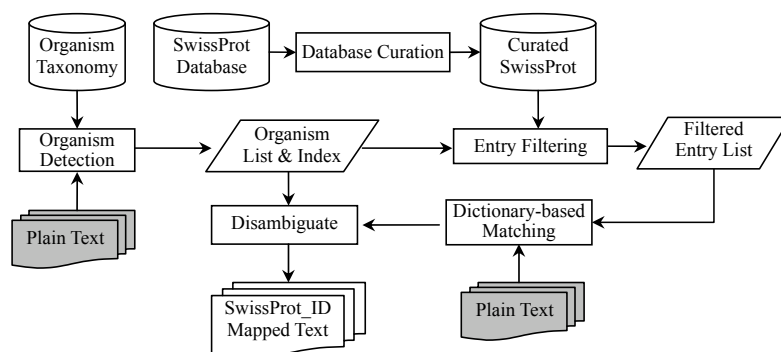 Organism
Taxonomy
SwissProt
Database
Database Curation
Curated
SwissProt
Organism
Detection
Organism
List & Index
Entry Filtering
Filtered
Entry List
Plain Text
Disambiguate
Dictionary-based
Matching
SwissProt_ID
Mapped Text
Plain Text